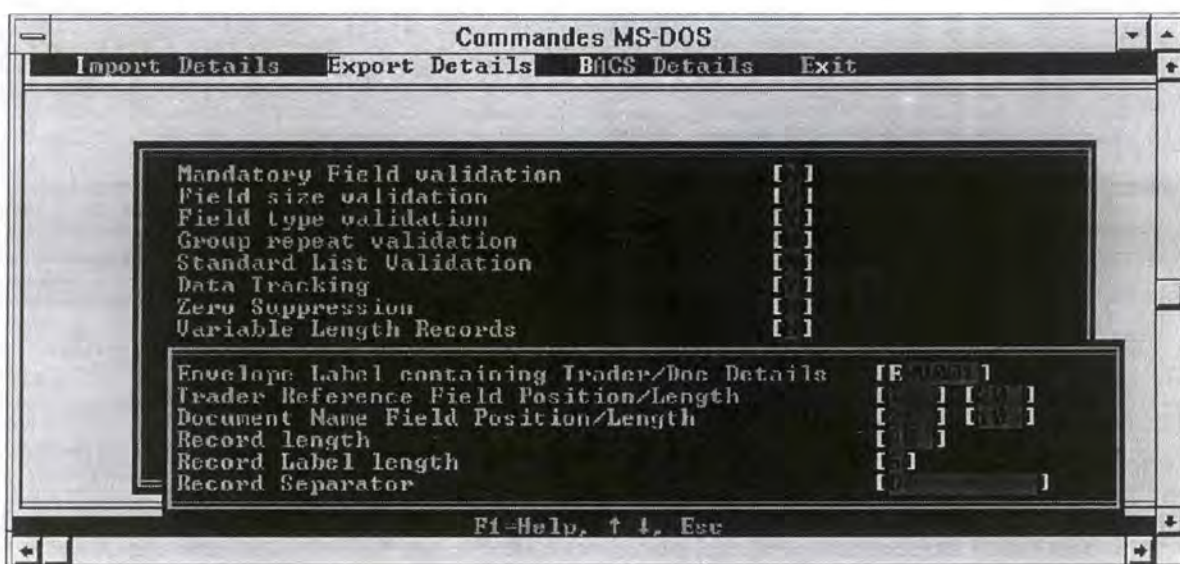 Commandes MS-DOS
Import Details Export Details BACS Details Exit
Mandatory Field validation [ ]
Field size validation [ ]
Field type validation [ ]
Group repeat validation [ ]
Standard List Validation [ ]
Data Tracking [ ]
Zero Suppression [ ]
Variable Length Records [ ]
Envelope Label containing Trader/Doc Details
Trader Reference Field Position/Length
Document Name Field Position/Length
Record length
Record Label length
Record Separator
F1=Help, ↑ ↓, Esc